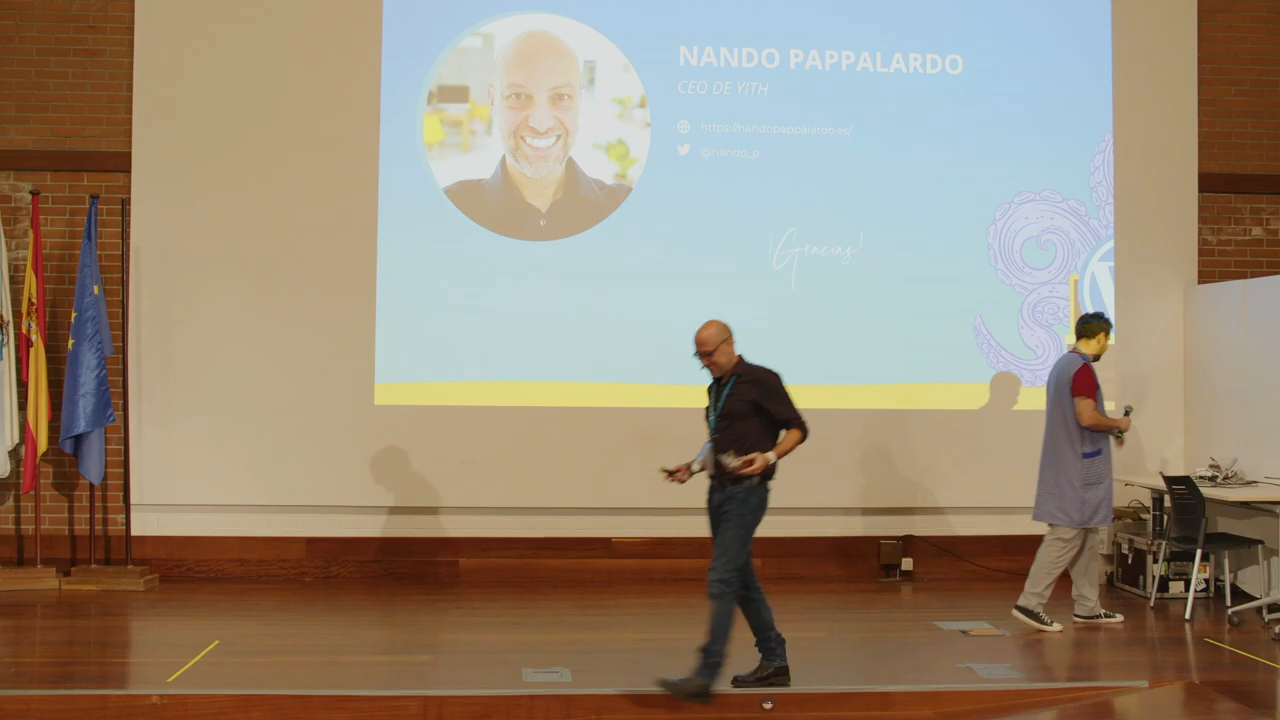 NANDO PAPPALARDO
CEO DE YITH
https://nandopappalardo.es/
@nando_p
¡Gracias!